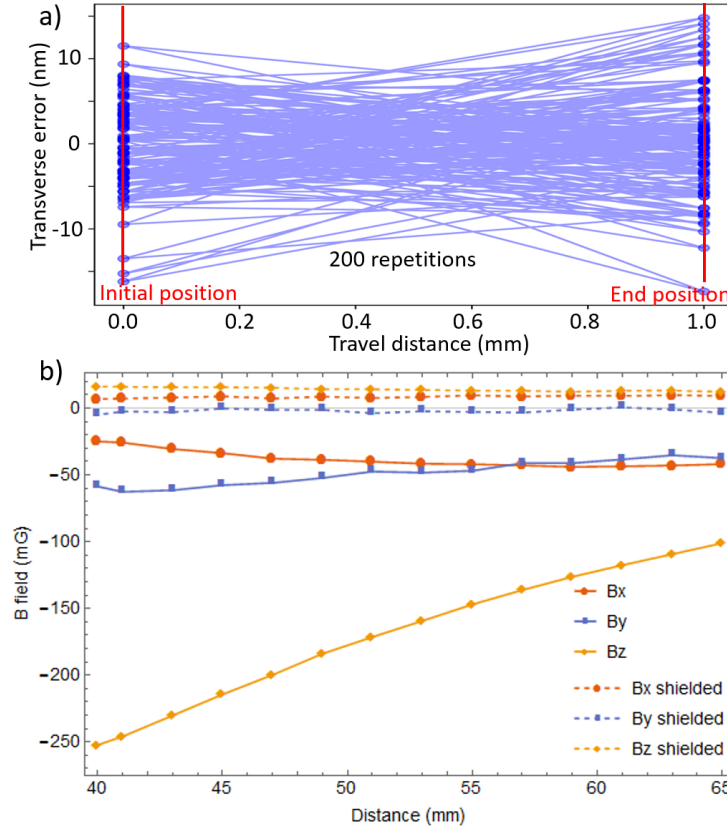 a)
Transverse error (nm)
10
0
-10
200 repetitions
Initial position
End position
0.0 0.2 0.4 0.6 0.8 1.0
Travel distance (mm)
b)
B field (mG)
0
−50
−100
−150
−200
−250
Bx
By
Bz
Bx shielded
By shielded
Bz shielded
40 45 50 55 60 65
Distance (mm)